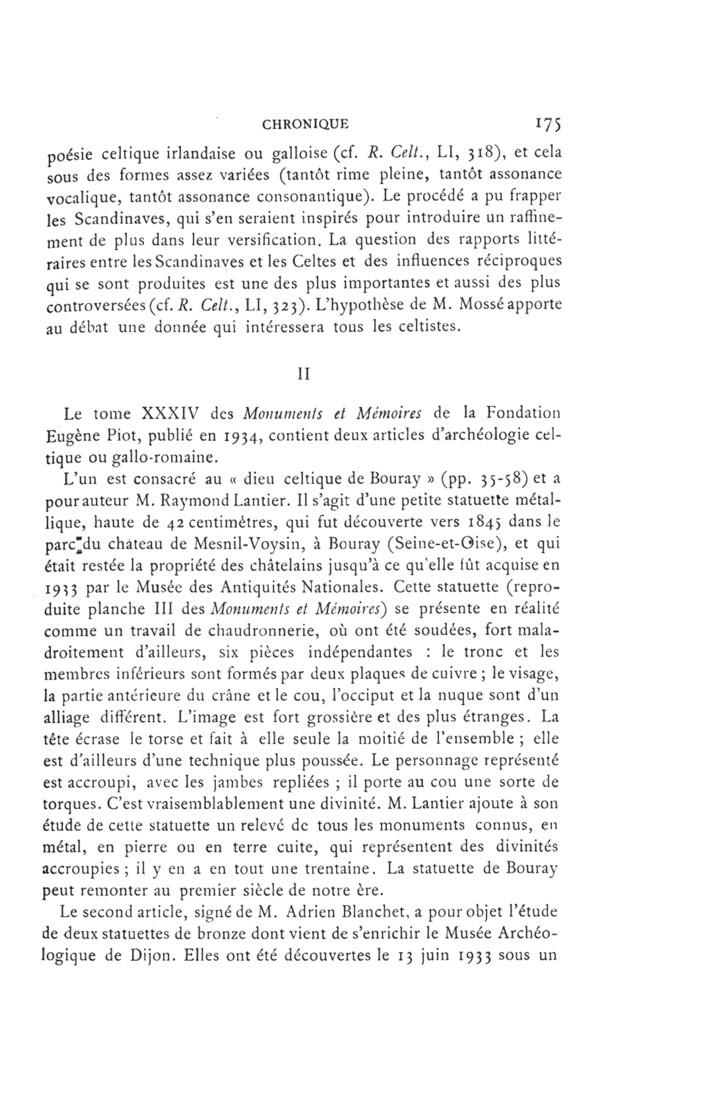 CHRONIQUE 175
poésie celtique irlandaise ou galloise (cf. R. Celt., LI, 318), et cela
sous des formes assez variées (tantôt rime pleine, tantôt assonance
vocalique, tantôt assonance consonantique). Le procédé a pu frapper
les Scandinaves, qui s'en seraient inspirés pour introduire un raffine-
ment de plus dans leur versification. La question des rapports litté-
raires entre les Scandinaves et les Celtes et des influences réciproques
qui se sont produites est une des plus importantes et aussi des plus
controversées (cf. R. Celt., LI, 323). L'hypothèse de M. Mossé apporte
au débat une donnée qui intéressera tous les celtistes.
II
Le tome XXXIV des Monuments et Mémoires de la Fondation
Eugène Piot, publié en 1934, contient deux articles d'archéologie cel-
tique ou gallo-romaine.
L'un est consacré au « dieu celtique de Bouray » (pp. 35-58) et a
pour auteur M. Raymond Lantier. Il s'agit d'une petite statuette métal-
lique, haute de 42 centimètres, qui fut découverte vers 1845 dans le
parc du château de Mesnil-Voysin, à Bouray (Seine-et-Oise), et qui
était restée la propriété des châtelains jusqu'à ce qu'elle fût acquise en
1933 par le Musée des Antiquités Nationales. Cette statuette (repro-
duite planche III des Monuments et Mémoires) se présente en réalité
comme un travail de chaudronnerie, où ont été soudées, fort mala-
droitement d'ailleurs, six pièces indépendantes : le tronc et les
membres inférieurs sont formés par deux plaques de cuivre ; le visage,
la partie antérieure du crâne et le cou, l'occiput et la nuque sont d'un
alliage différent. L'image est fort grossière et des plus étranges. La
tête écrase le torse et fait à elle seule la moitié de l'ensemble ; elle
est d'ailleurs d'une technique plus poussée. Le personnage représenté
est accroupi, avec les jambes repliées ; il porte au cou une sorte de
torques. C'est vraisemblablement une divinité. M. Lantier ajoute à son
étude de cette statuette un relevé de tous les monuments connus, en
métal, en pierre ou en terre cuite, qui représentent des divinités
accroupies ; il y en a en tout une trentaine. La statuette de Bouray
peut remonter au premier siècle de notre ère.
Le second article, signé de M. Adrien Blanchet, a pour objet l'étude
de deux statuettes de bronze dont vient de s'enrichir le Musée Archéo-
logique de Dijon. Elles ont été découvertes le 13 juin 1933 sous un